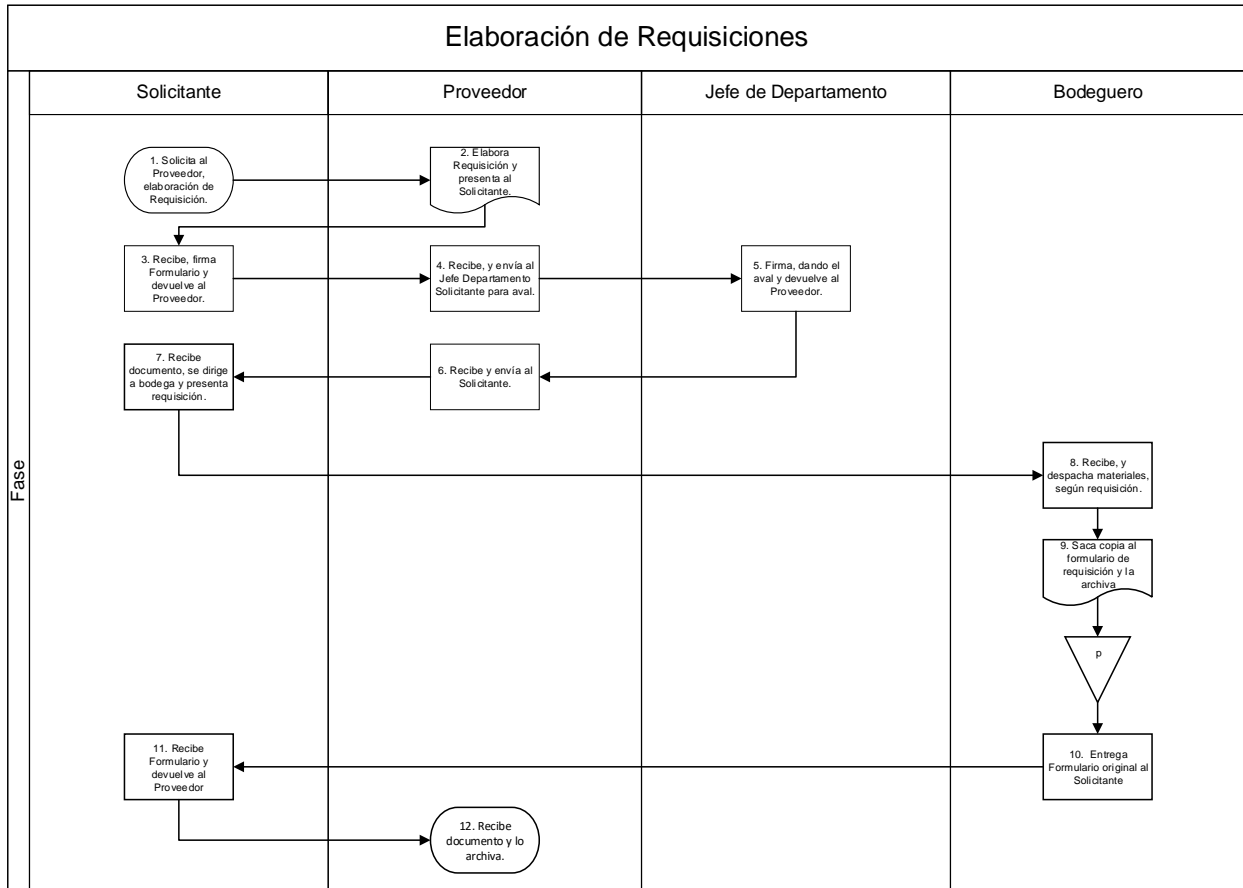 Elaboración de Requisiciones
Solicitante
Proveedor
Jefe de Departamento
Bodeguero
Fase
1. Solicita al
Proveedor,
elaboración de
Requisición.
2. Elabora
Requisición y
presenta al
Solicitante.
3. Recibe, firma
Formulario y
devuelve al
Proveedor.
4. Recibe, y envía al
Jefe Departamento
Solicitante para aval.
5. Firma, dando el
aval y devuelve al
Proveedor.
7. Recibe
documento, se dirige
a bodega y presenta
requisición.
6. Recibe y envía al
Solicitante.
8. Recibe, y
despacha materiales,
según requisición.
9. Saca copia al
formulario de
requisición y la
archiva
p
11. Recibe
Formulario y
devuelve al
Proveedor
10. Entrega
Formulario original al
Solicitante
12. Recibe
documento y lo
archiva.